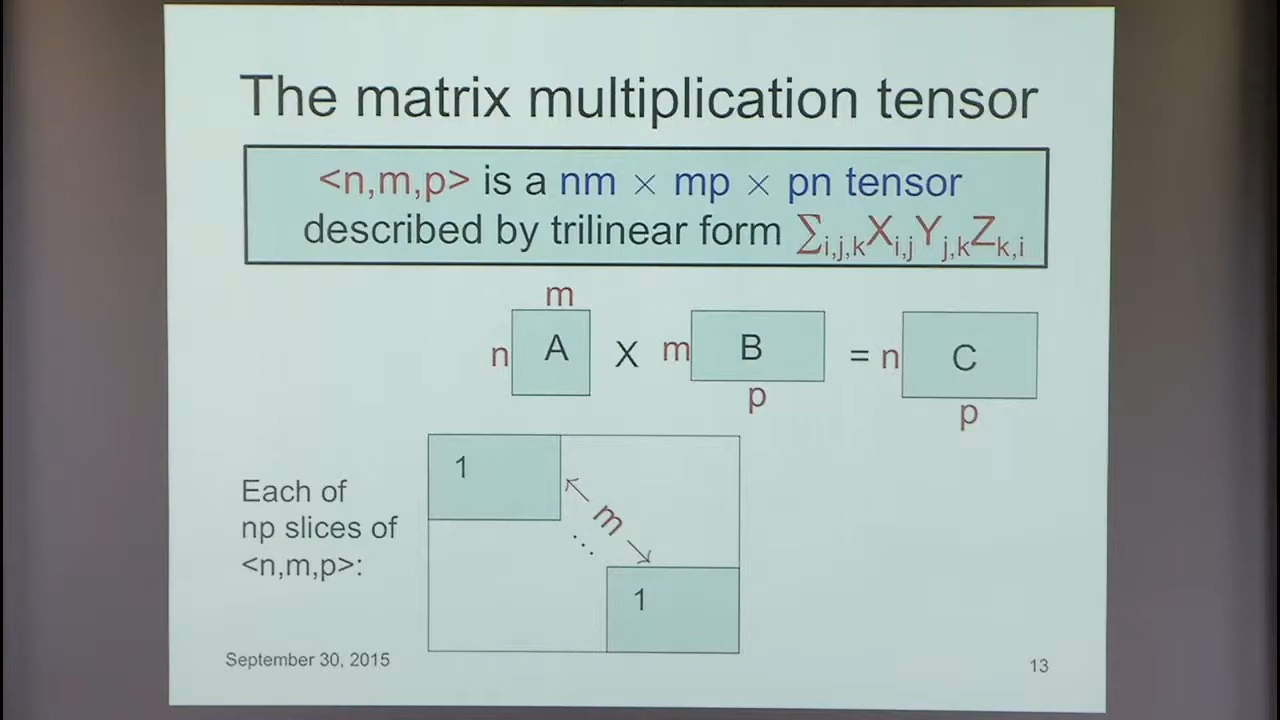 The matrix multiplication tensor
<n,m,p> is a nm × mp × pn tensor
described by trilinear form ∑i,j,kXi,jYj,kZk,i
m
n A X m B = n C
p p
Each of
np slices of
<n,m,p>:
1
m
...
1
September 30, 2015
13